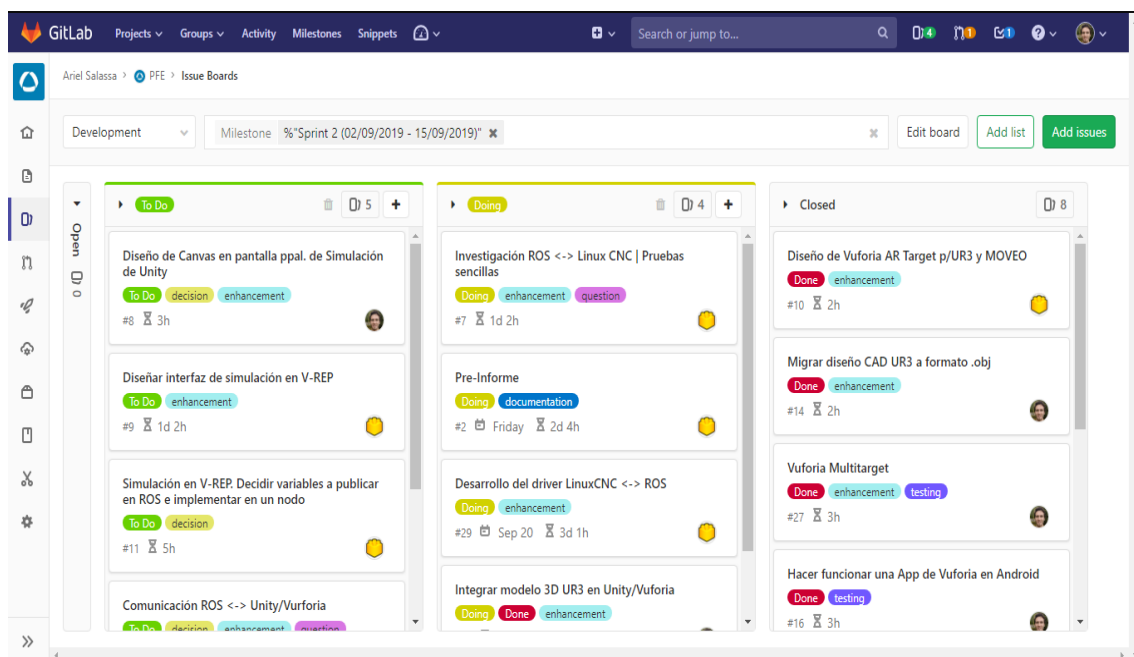 GitLab Projects Groups Activity Milestones Snippets Search or jump to... 4 1 1
Ariel Salassa > PFE > Issue Boards
Development Milestone %"Sprint 2 (02/09/2019 - 15/09/2019)" Edit board Add list Add issues
Open 0
To Do 5
Diseño de Canvas en pantalla ppal. de Simulación
de Unity
To Do decision enhancement
#8 3h
Diseñar interfaz de simulación en V-REP
To Do enhancement
#9 1d 2h
Simulación en V-REP. Decidir variables a publicar
en ROS e implementar en un nodo
To Do decision
#11 5h
Comunicación ROS <-> Unity/Vurforia
To Do decision enhancement question
Doing 4
Investigación ROS <-> Linux CNC | Pruebas
sencillas
Doing enhancement question
#7 1d 2h
Pre-Informe
Doing documentation
#2 Friday 2d 4h
Desarrollo del driver LinuxCNC <-> ROS
Doing enhancement
#29 Sep 20 3d 1h
Integrar modelo 3D UR3 en Unity/Vuforia
Doing Done enhancement
Closed 8
Diseño de Vuforia AR Target p/UR3 y MOVEO
Done enhancement
#10 2h
Migrar diseño CAD UR3 a formato .obj
Done enhancement
#14 2h
Vuforia Multitarget
Done enhancement testing
#27 3h
Hacer funcionar una App de Vuforia en Android
Done testing
#16 3h